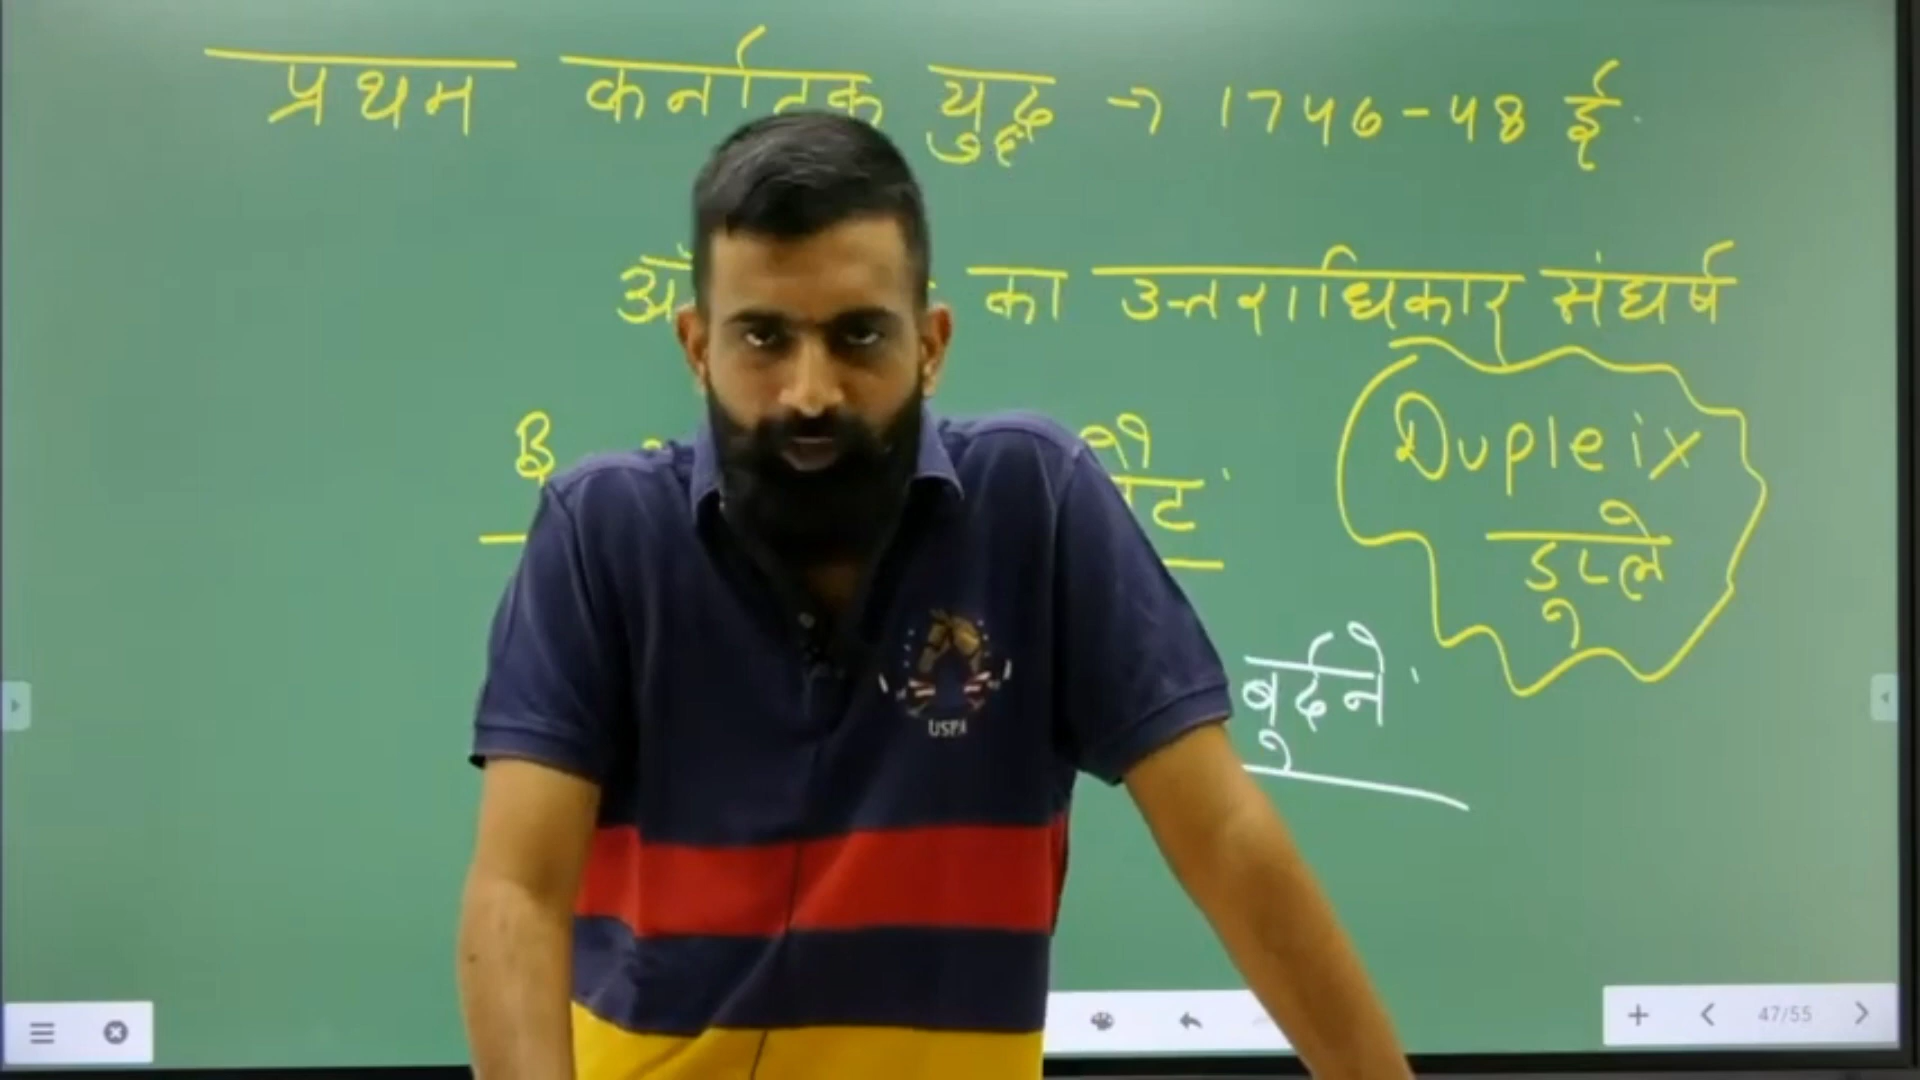 प्रथम कर्नाटक युद्ध → 1746-48 ई.
का उत्तराधिकार संघर्ष
B
Dupleix
डुप्ले
बुर्दने
USPA
47/55